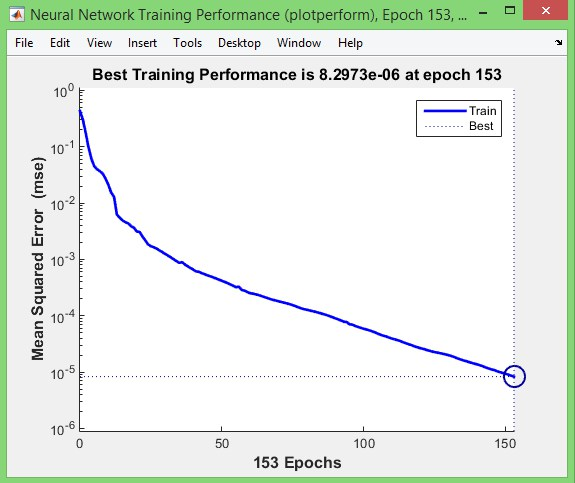 Neural Network Training Performance (plotperform), Epoch 153, ...
File Edit View Insert Tools Desktop Window Help
Best Training Performance is 8.2973e-06 at epoch 153
Train
Best
Mean Squared Error (mse)
10^0
10^-1
10^-2
10^-3
10^-4
10^-5
10^-6
0 50 100 150
153 Epochs